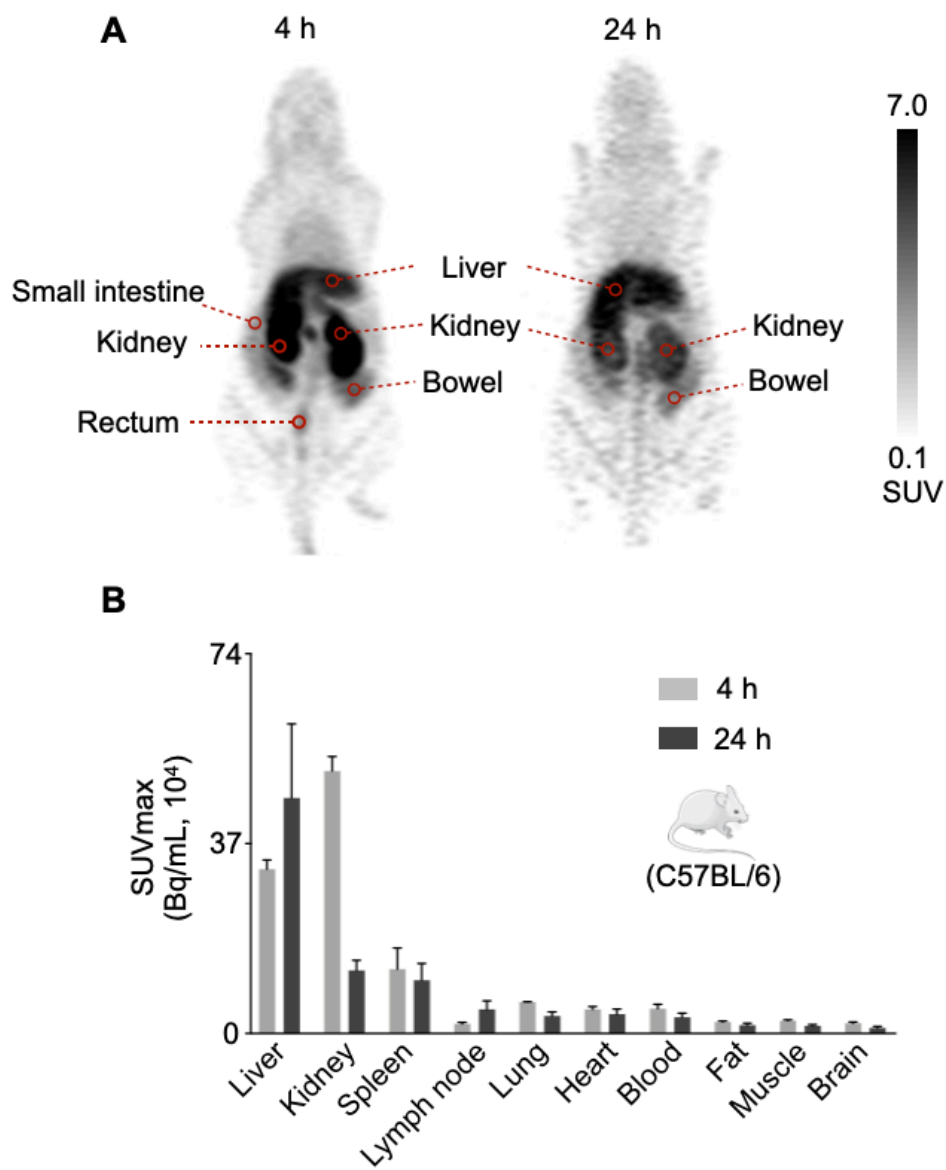 A
4 h
24 h
7.0
Small intestine
Liver
Kidney
Kidney
Kidney
Bowel
Bowel
Rectum
0.1
SUV
B
SUVmax
(Bq/mL, 10⁴)
74
37
0
4 h
24 h
(C57BL/6)
Liver
Kidney
Spleen
Lymph node
Lung
Heart
Blood
Fat
Muscle
Brain